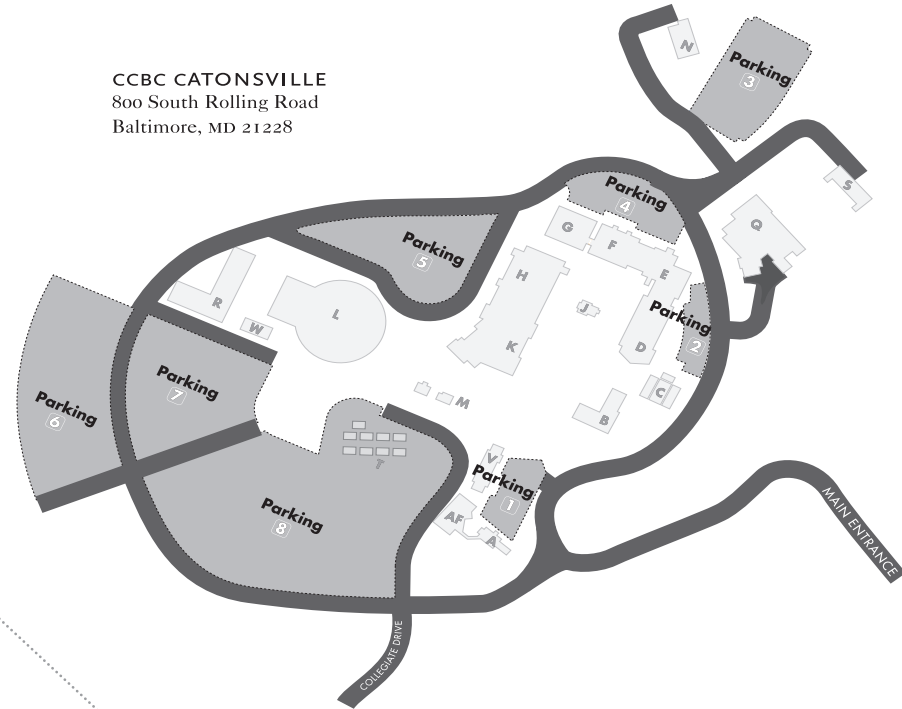 CCBC CATONSVILLE
800 South Rolling Road
Baltimore, MD 21228
N
Parking
3
S
Parking
4
Q
G
F
E
Parking
5
H
J
R
W
L
Parking
2
K
D
C
Parking
7
Parking
6
M
B
T
V
Parking
1
AF
A
Parking
8
MAIN ENTRANCE
COLLEGIATE DRIVE